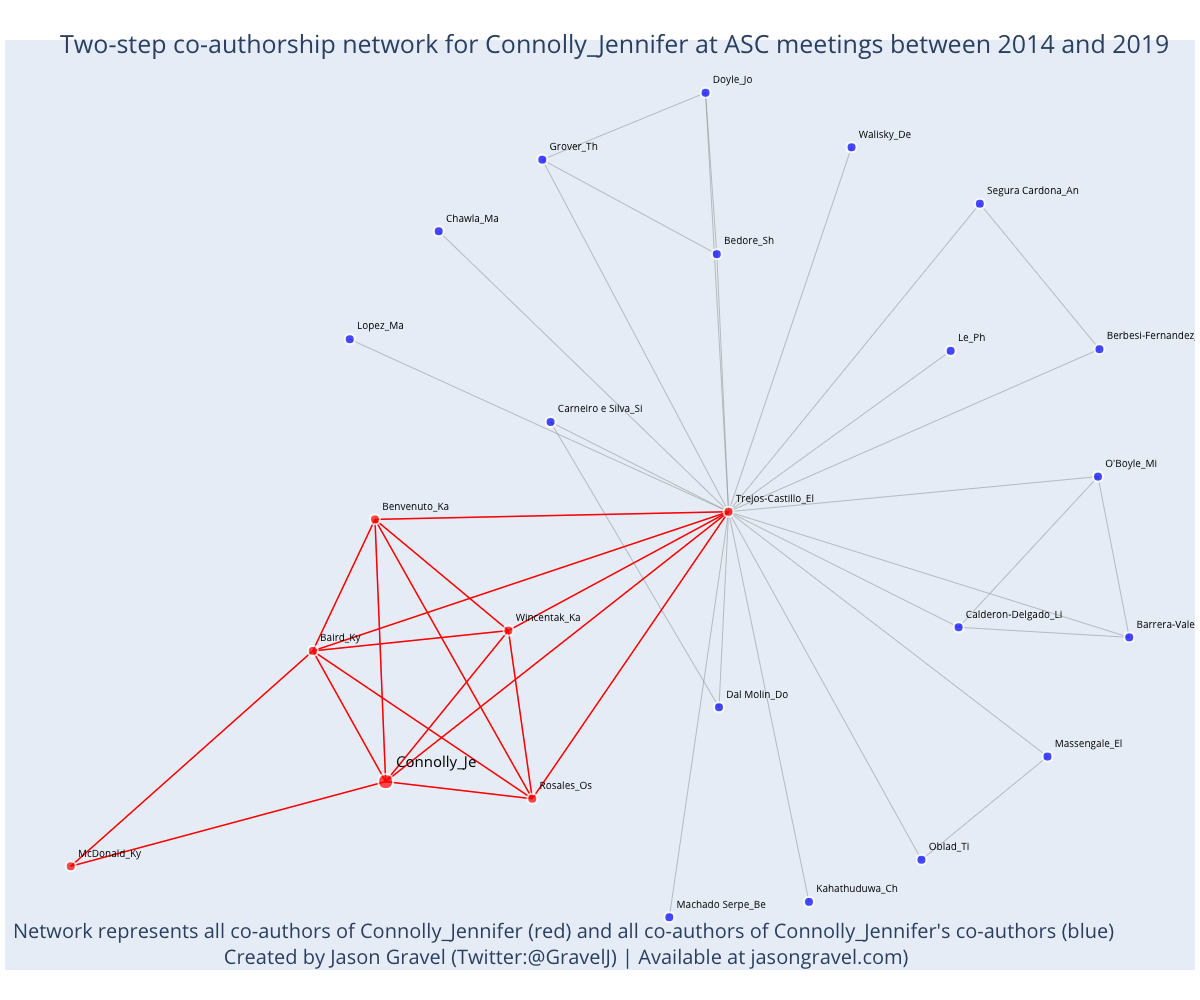 Two-step co-authorship network for Connolly_Jennifer at ASC meetings between 2014 and 2019
Doyle_Jo
Walisky_De
Grover_Th
Segura Cardona_An
Chawla_Ma
Bedore_Sh
Lopez_Ma
Le_Ph
Berbesi-Fernandez_
Carneiro e Silva_Si
O'Boyle_Mi
Trejos-Castillo_El
Benvenuto_Ka
Wincentak_Ka
Calderon-Delgado_Li
Barrera-Vale
Baird_Ky
Dal Molin_Do
Massengale_El
Connolly_Je
Rosales_Os
Oblad_Ti
McDonald_Ky
Kahathuduwa_Ch
Machado Serpe_Be
Network represents all co-authors of Connolly_Jennifer (red) and all co-authors of Connolly_Jennifer's co-authors (blue)
Created by Jason Gravel (Twitter:@GravelJ) | Available at jasongravel.com)